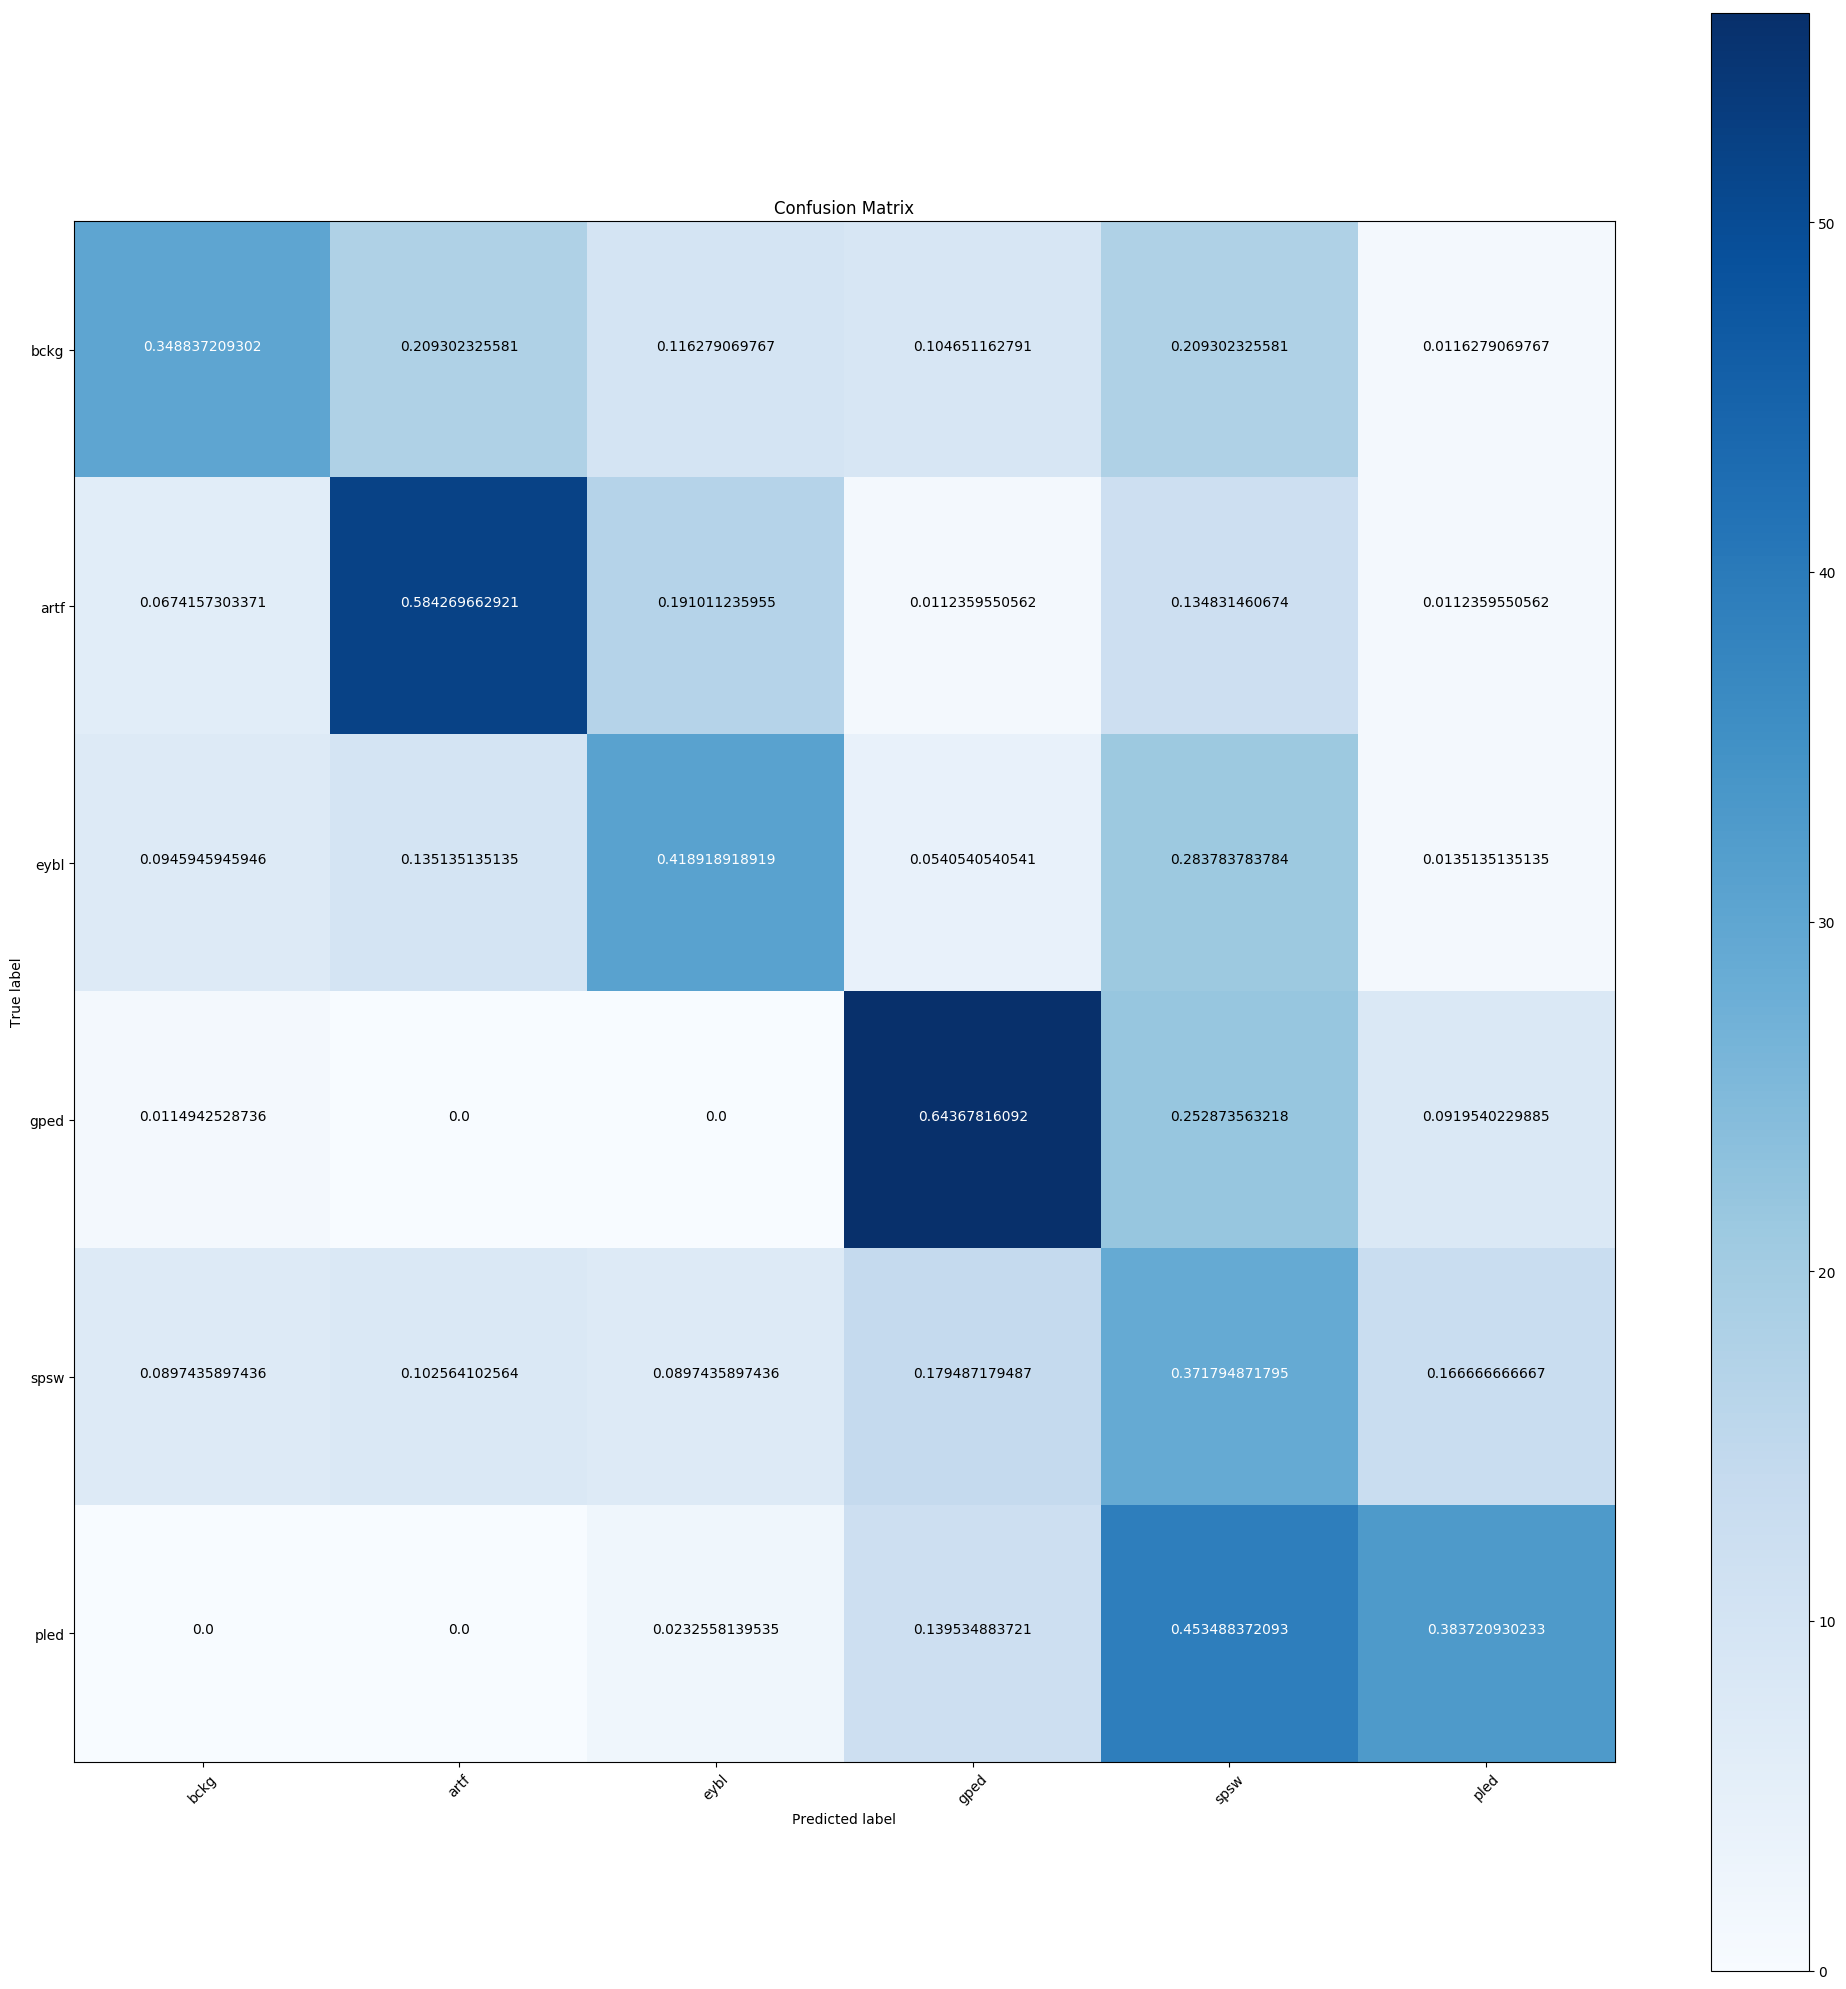 Confusion Matrix
bckg 0.348837209302 0.209302325581 0.116279069767 0.104651162791 0.209302325581 0.0116279069767
artf 0.0674157303371 0.584269662921 0.191011235955 0.0112359550562 0.134831460674 0.0112359550562
eybl 0.0945945945946 0.135135135135 0.418918918919 0.0540540540541 0.283783783784 0.0135135135135
gped 0.0114942528736 0.0 0.0 0.64367816092 0.252873563218 0.0919540229885
spsw 0.0897435897436 0.102564102564 0.0897435897436 0.179487179487 0.371794871795 0.166666666667
pled 0.0 0.0 0.0232558139535 0.139534883721 0.453488372093 0.383720930233
bckg artf eybl gped spsw pled
Predicted label
True label
50
40
30
20
10
0